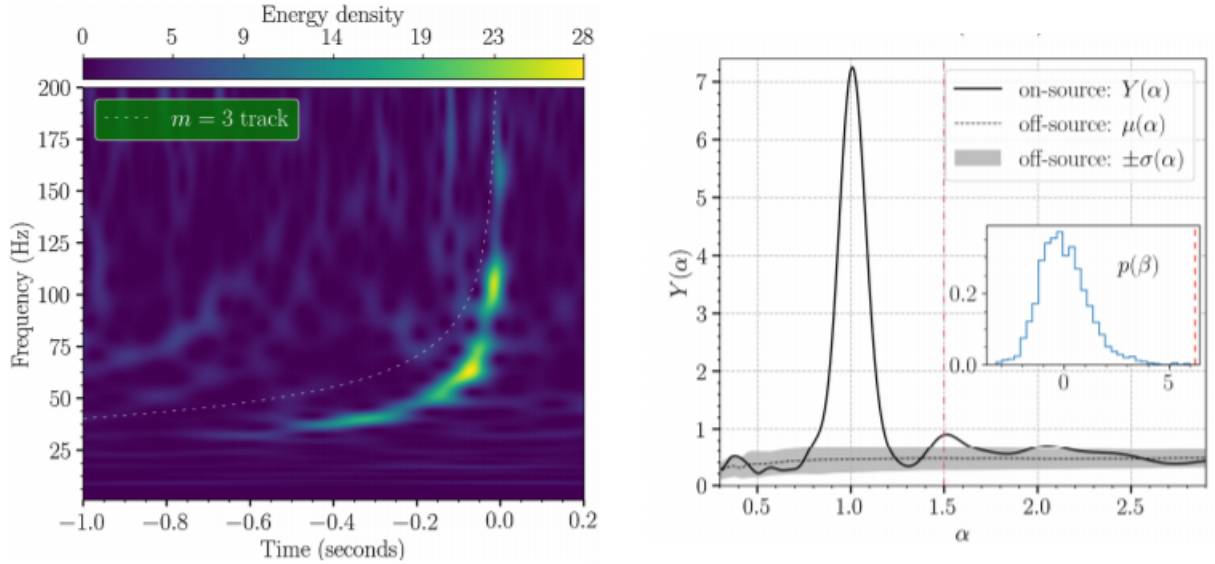 Energy density
0 5 9 14 19 23 28
m = 3 track
200
175
150
125
100
75
50
25
Frequency (Hz)
−1.0 −0.8 −0.6 −0.4 −0.2 0.0 0.2
Time (seconds)
7
6
5
4
3
2
1
0
Y(α)
on-source: Y(α)
off-source: μ(α)
off-source: ±σ(α)
p(β)
0.2
0.0
0 5
0.5 1.0 1.5 2.0 2.5
α